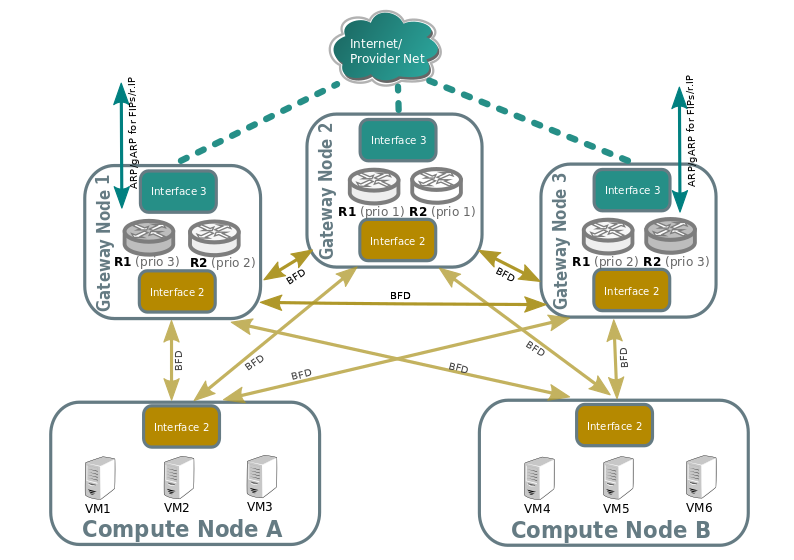 Internet/
Provider Net
ARP/gARP for FIPs/r.IP
ARP/gARP for FIPs/r.IP
Gateway Node 1
Interface 3
R1 (prio 3) R2 (prio 2)
Interface 2
Gateway Node 2
Interface 3
R1 (prio 1) R2 (prio 1)
Interface 2
Gateway Node 3
Interface 3
R1 (prio 2) R2 (prio 3)
Interface 2
BFD
BFD
BFD
BFD
BFD
BFD
BFD
BFD
BFD
Interface 2
VM1
VM2
VM3
Compute Node A
Interface 2
VM4
VM5
VM6
Compute Node B